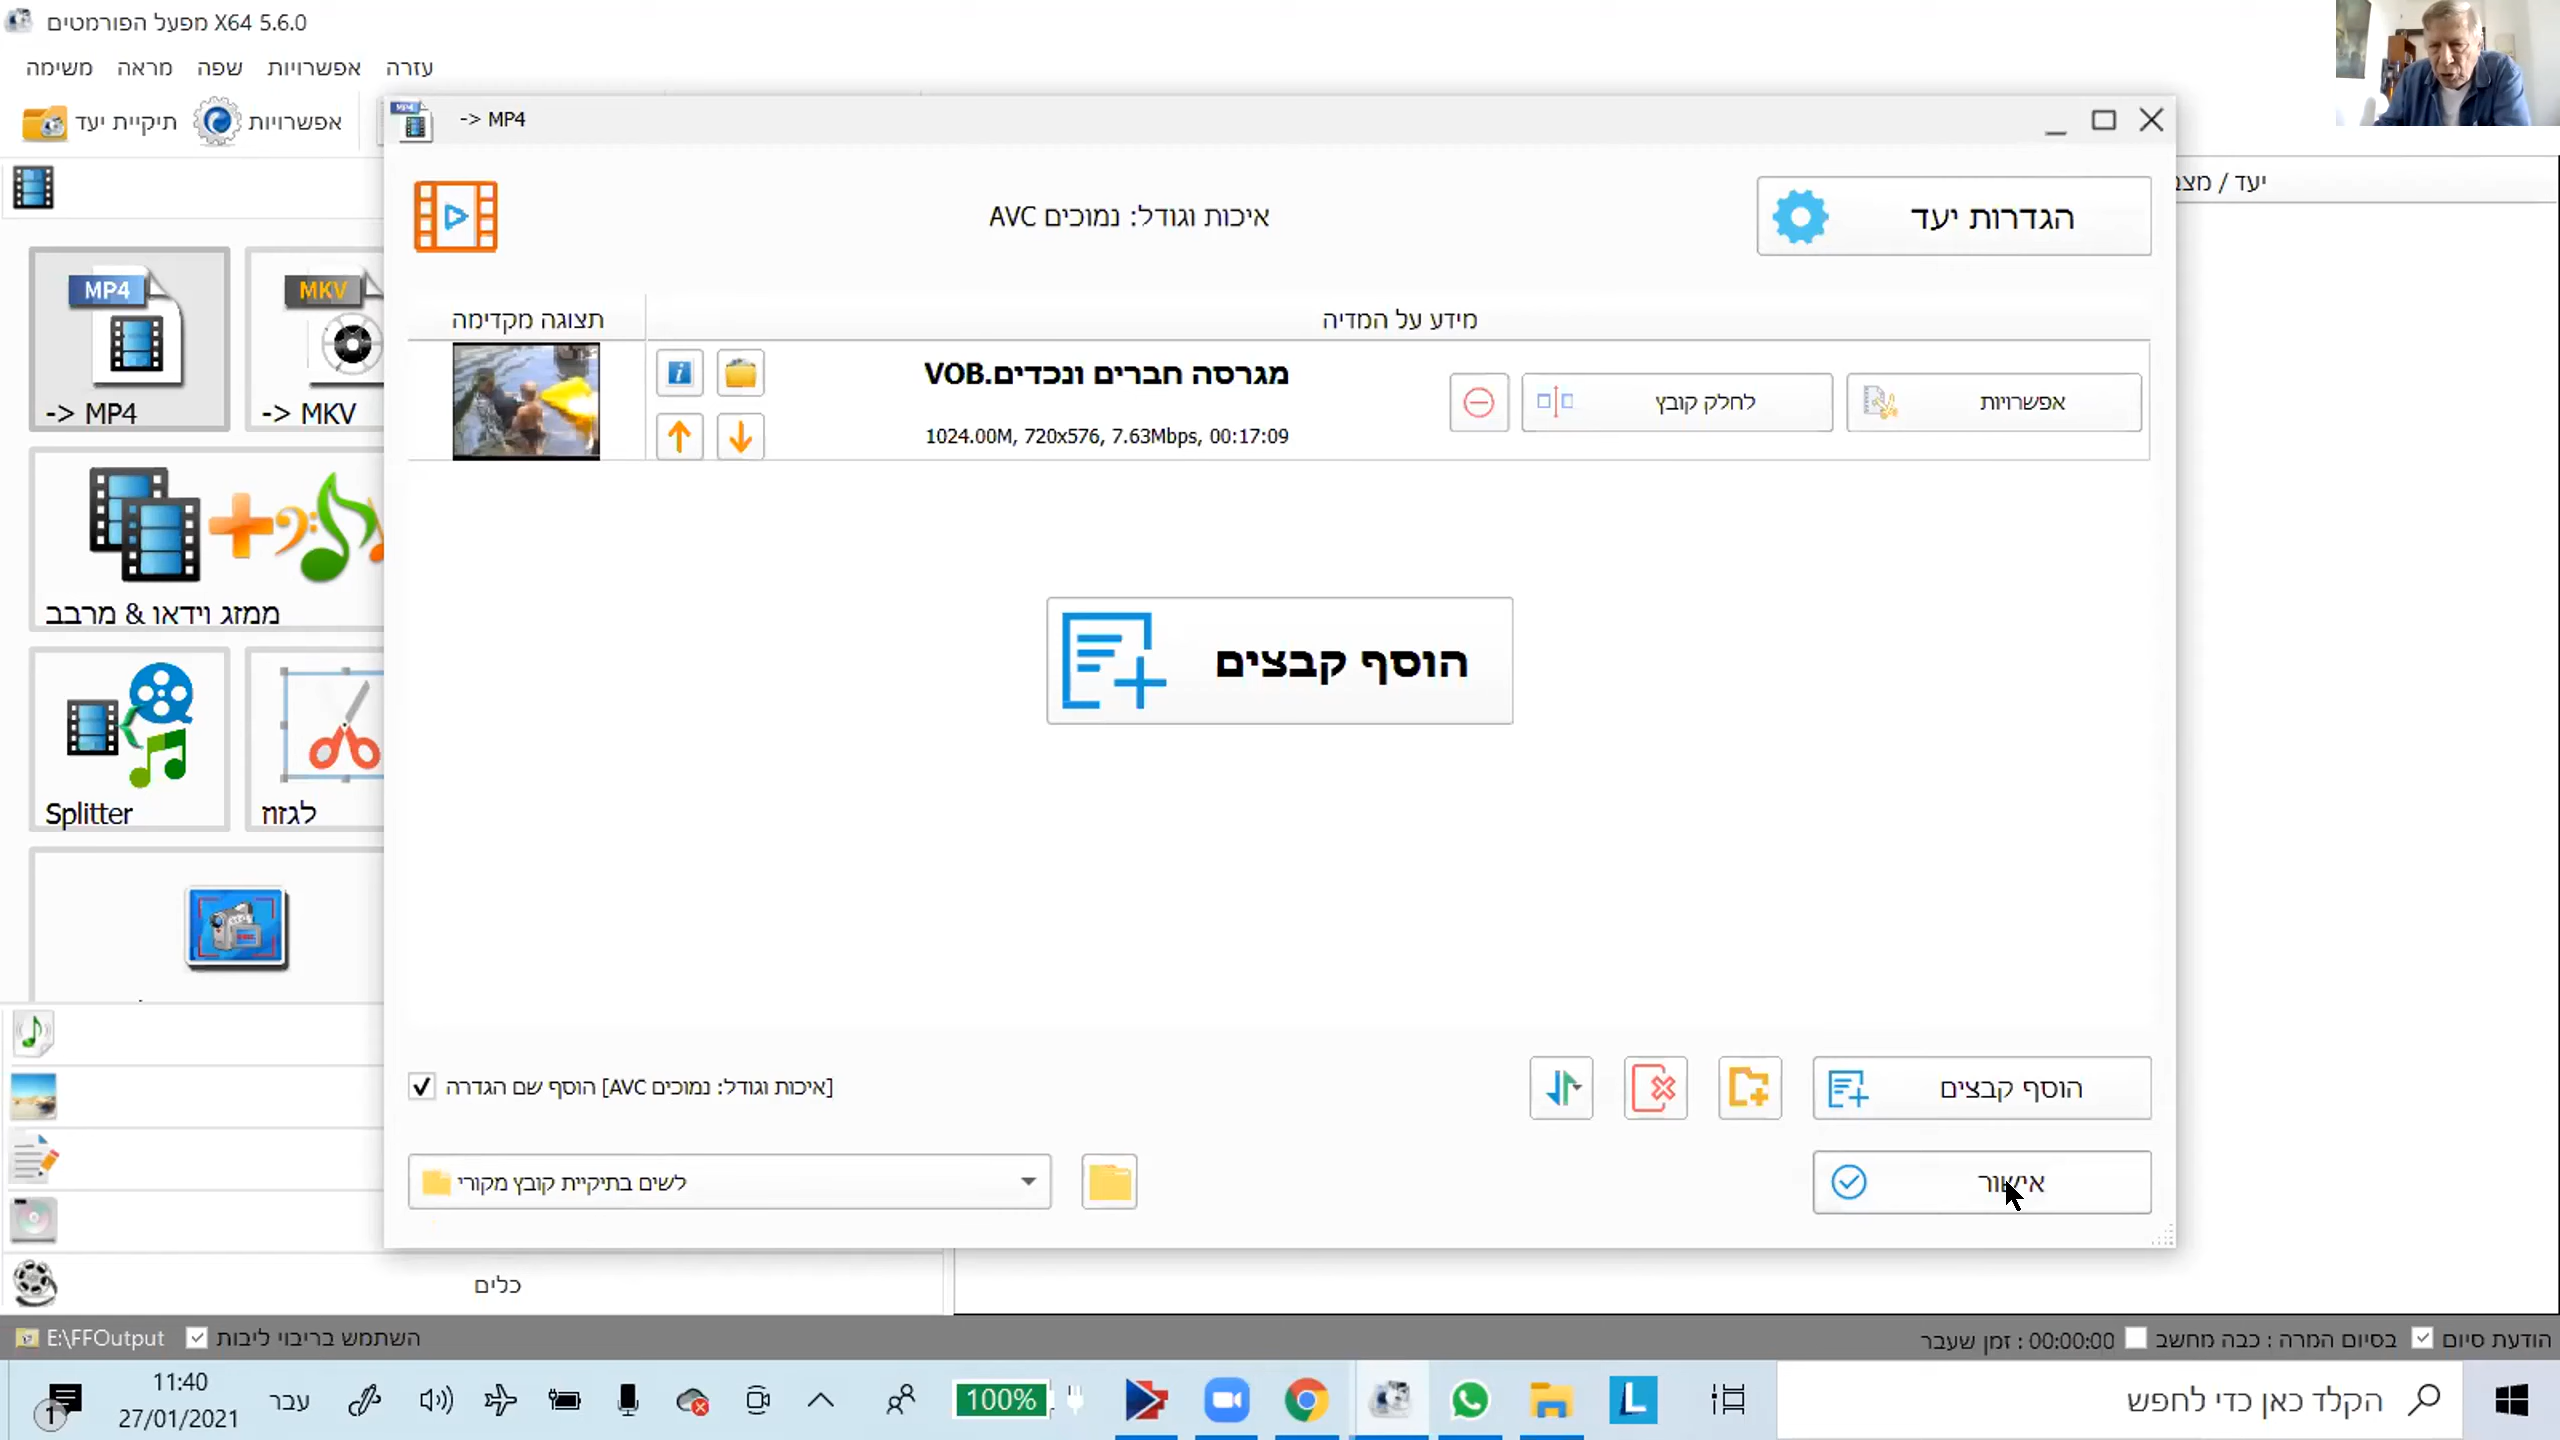 מפעל הפורמטים X64 5.6.0
משימה מראה שפה אפשרויות עזרה
תיקיית יעד אפשרויות
-> MP4
איכות וגודל: נמוכים AVC
הגדרות יעד
יעד / מצב
תצוגה מקדימה
מידע על המדיה
MP4
-> MP4
MKV
-> MKV
מגרסה חברים ונכדים.VOB
1024.00M, 720x576, 7.63Mbps, 00:17:09
לחלק קובץ
אפשרויות
ממזג וידאו & מרבב
הוסף קבצים
Splitter
לגזוז
הוסף שם הגדרה [איכות וגודל: נמוכים AVC]
הוסף קבצים
לשים בתיקיית קובץ מקורי
אישור
כלים
E:\FFOutput
השתמש בריבוי ליבות
זמן שעבר : 00:00:00
בסיום המרה : כבה מחשב
הודעת סיום
11:40
27/01/2021
1
עבר
100%
הקלד כאן כדי לחפש